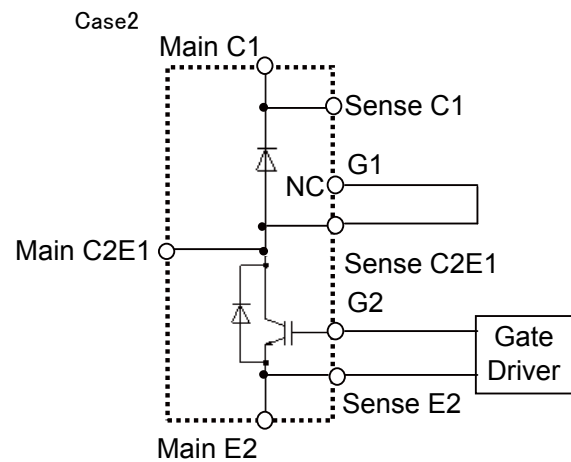 Case2
Main C1
Sense C1
G1
NC
Main C2E1
Sense C2E1
G2
Gate
Driver
Sense E2
Main E2